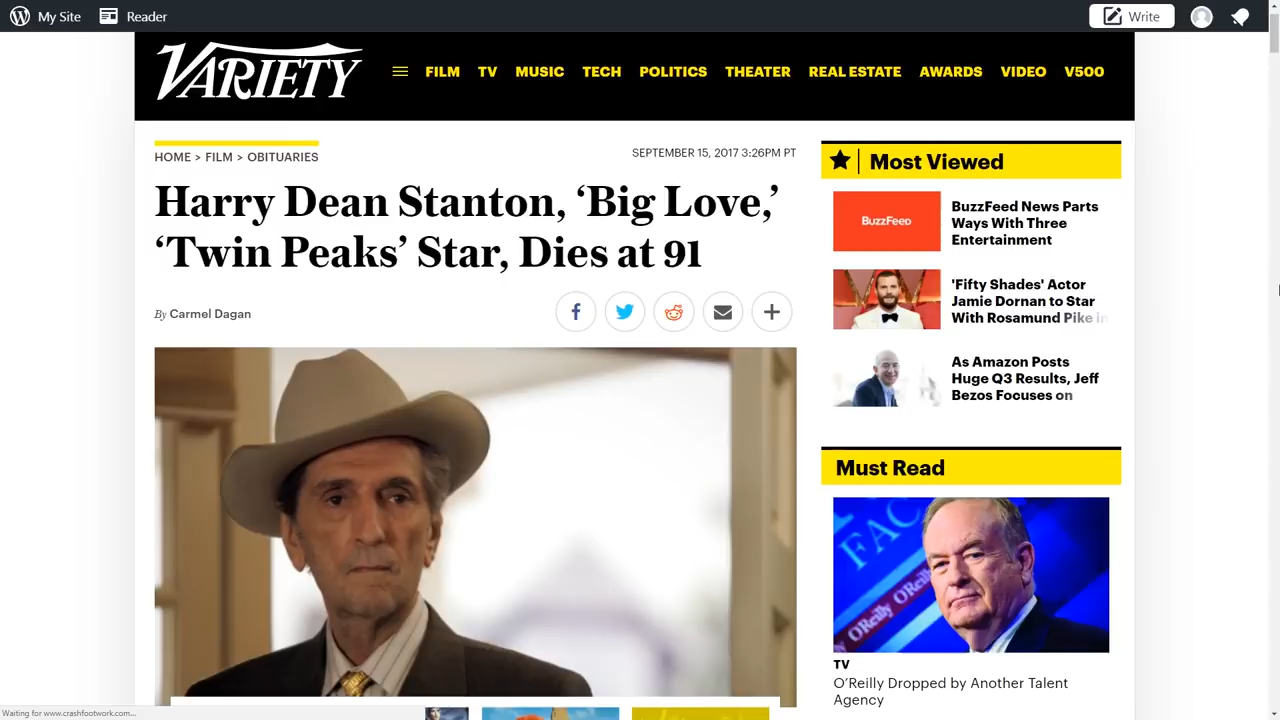 My Site
Reader
Write
VARIETY
FILM TV MUSIC TECH POLITICS THEATER REAL ESTATE AWARDS VIDEO V500
HOME > FILM > OBITUARIES
SEPTEMBER 15, 2017 3:26PM PT
Harry Dean Stanton, ‘Big Love,’
‘Twin Peaks’ Star, Dies at 91
By Carmel Dagan
Most Viewed
BuzzFeed
BuzzFeed News Parts
Ways With Three
Entertainment
'Fifty Shades' Actor
Jamie Dornan to Star
With Rosamund Pike in
As Amazon Posts
Huge Q3 Results, Jeff
Bezos Focuses on
Must Read
FAC
OReilly
OR
TV
O’Reilly Dropped by Another Talent
Agency
Waiting for www.crashfootwork.com...